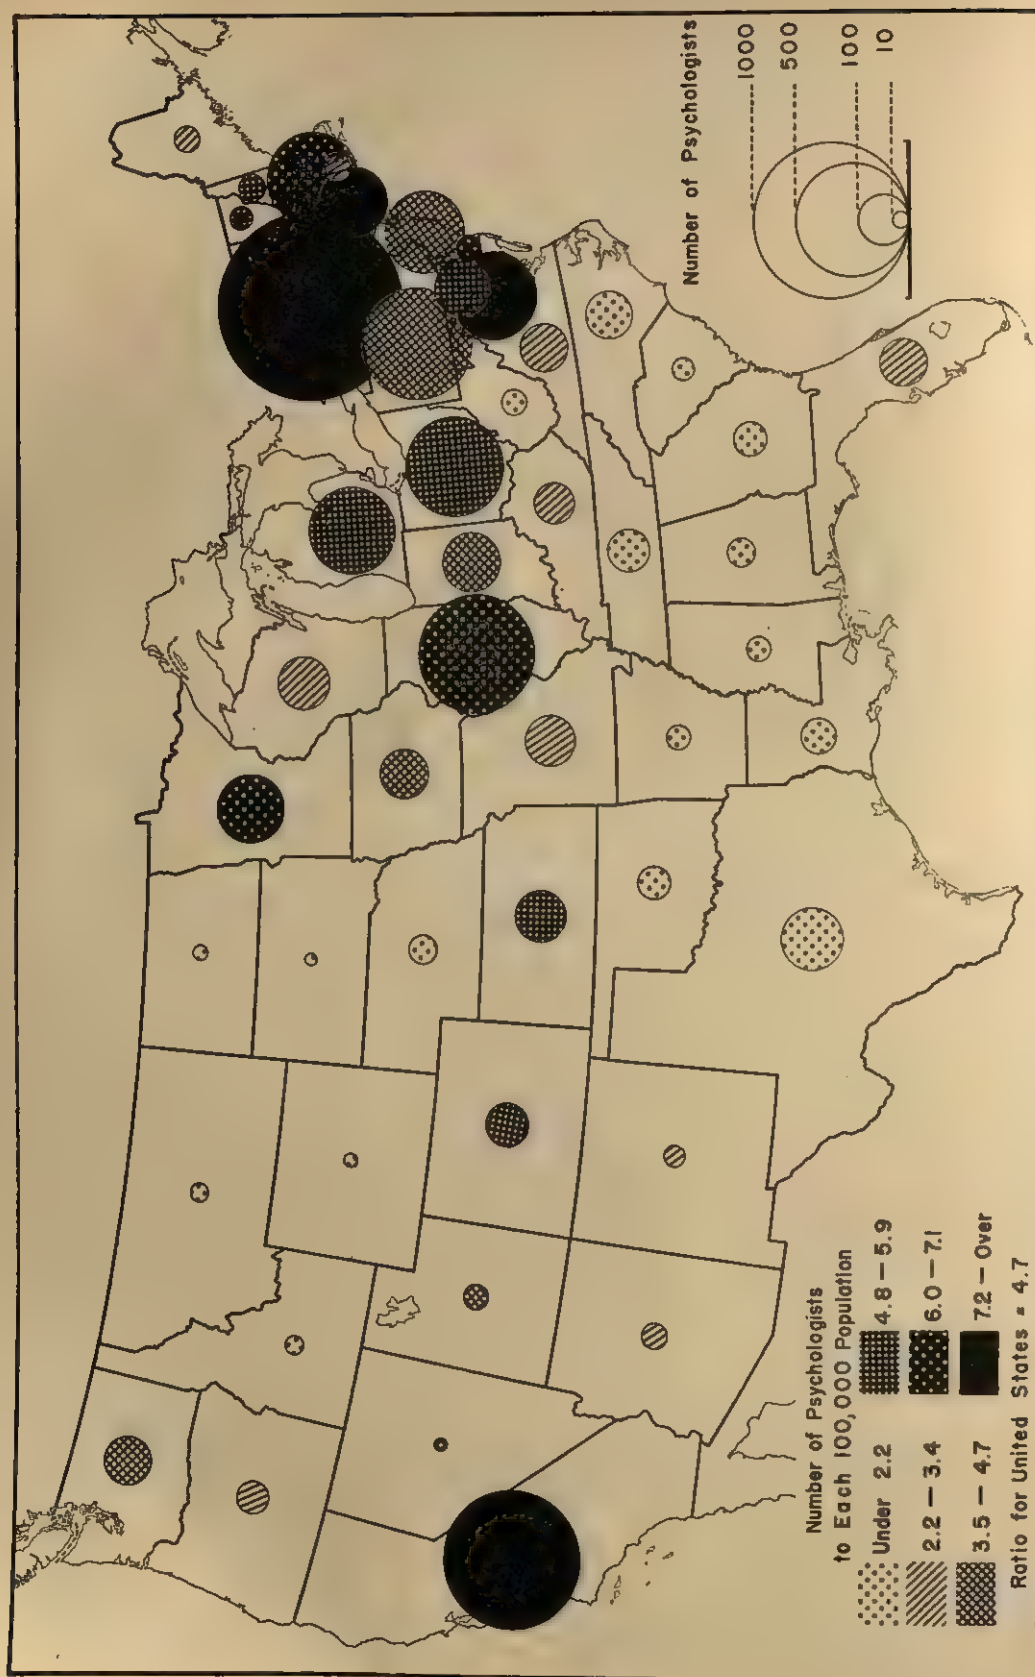 Number of Psychologists
1000
500
100
10
Number of Psychologists
to Each 100,000 Population
Under 2.2
4.8 – 5.9
2.2 – 3.4
6.0 – 7.1
3.5 – 4.7
7.2 – Over
Ratio for United States = 4.7